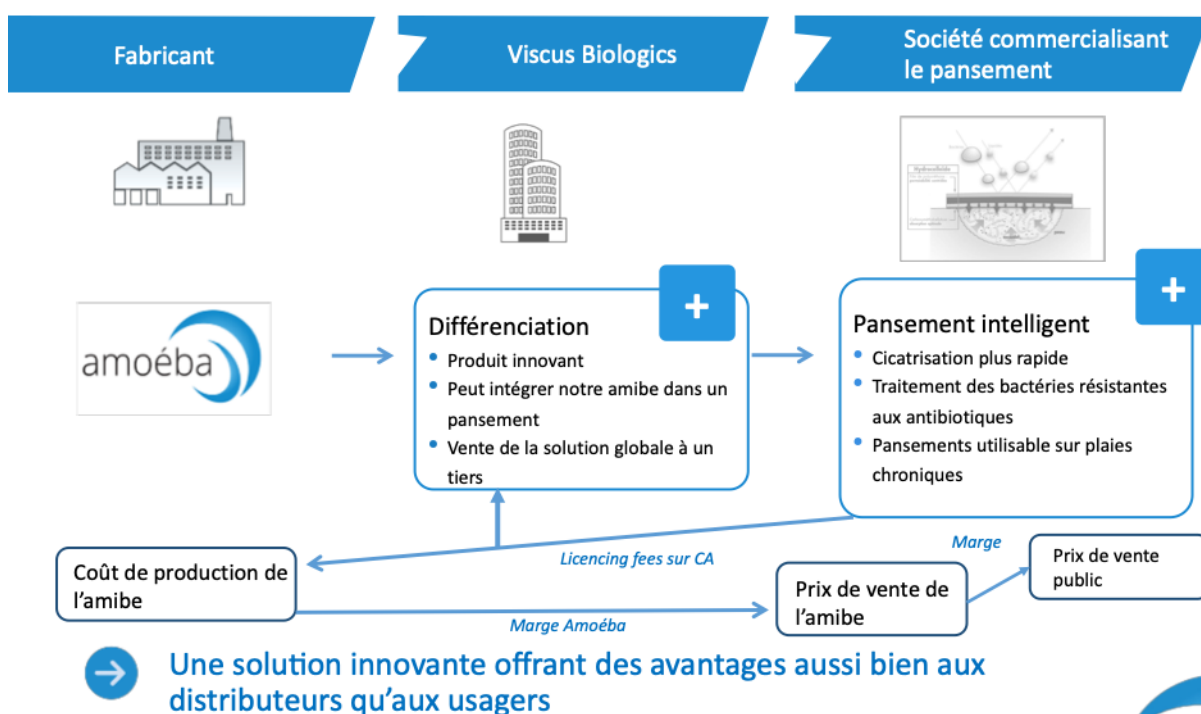 Fabricant
Viscus Biologics
Société commercialisant
le pansement
Hydrocolloïde
amoéba
Différenciation
• Produit innovant
• Peut intégrer notre amibe dans un
pansement
• Vente de la solution globale à un
tiers
+
Pansement intelligent
• Cicatrisation plus rapide
• Traitement des bactéries résistantes
aux antibiotiques
• Pansements utilisable sur plaies
chroniques
+
Licencing fees sur CA
Marge
Coût de production de
l'amibe
Marge Amoéba
Prix de vente de
l'amibe
Prix de vente
public
Une solution innovante offrant des avantages aussi bien aux
distributeurs qu'aux usagers